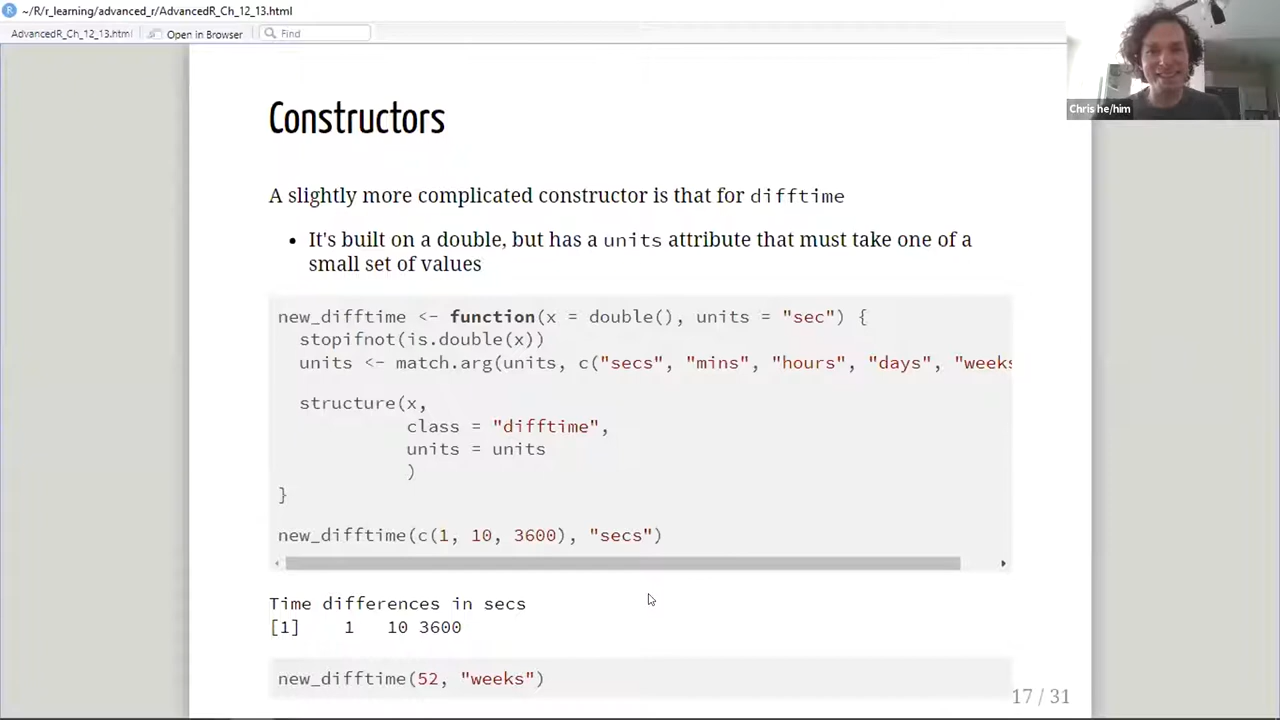 ~/R/r_learning/advanced_r/AdvancedR_Ch_12_13.html
AdvancedR_Ch_12_13.html Open in Browser Find
Chris he/him
Constructors
A slightly more complicated constructor is that for difftime
• It's built on a double, but has a units attribute that must take one of a
small set of values
new_difftime <- function(x = double(), units = "sec") {
stopifnot(is.double(x))
units <- match.arg(units, c("secs", "mins", "hours", "days", "weeks
structure(x,
class = "difftime",
units = units
)
}
new_difftime(c(1, 10, 3600), "secs")
Time differences in secs
[1] 1 10 3600
new_difftime(52, "weeks")
17 / 31